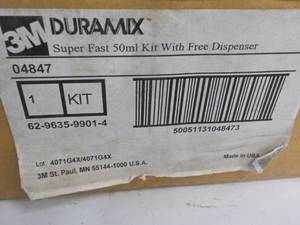 3M DURAMIX
Super Fast 50ml Kit With Free Dispenser
04847
1 KIT
62-9635-9901-4
50051131048473
Lot: 4071G4X/4071G4X
3M St. Paul, MN 55144-1000 U.S.A.
Made in USA